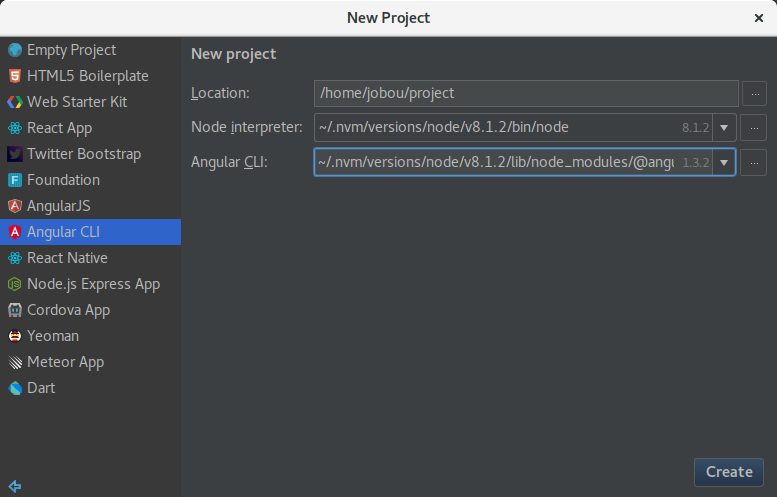 New Project
Empty Project
HTML5 Boilerplate
Web Starter Kit
React App
Twitter Bootstrap
Foundation
AngularJS
Angular CLI
React Native
Node.js Express App
Cordova App
Yeoman
Meteor App
Dart
New project
Location: /home/jobou/project ...
Node interpreter: ~/.nvm/versions/node/v8.1.2/bin/node 8.1.2 ...
Angular CLI: ~/.nvm/versions/node/v8.1.2/lib/node_modules/@angu 1.3.2 ...
Create